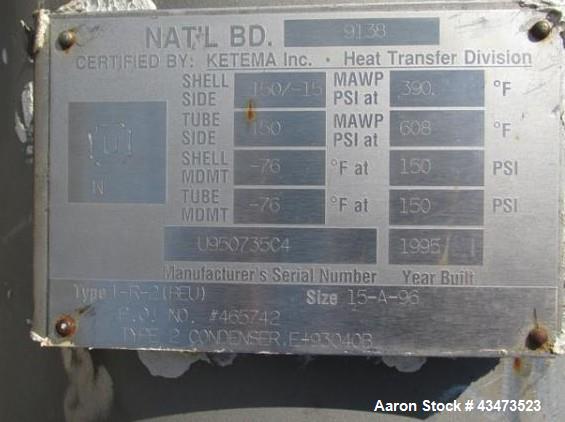 NAT'L BD. 9138
CERTIFIED BY: KETEMA Inc. • Heat Transfer Division
SHELL SIDE 150/-15 MAWP PSI at 390. °F
TUBE SIDE 150 MAWP PSI at 608 °F
SHELL MDMT -76 °F at 150 PSI
TUBE MDMT -76 °F at 150 PSI
U
N
U950735C4 1995
Manufacturer's Serial Number Year Built
Type 1-R-2(BEU) Size 15-A-96
P.O. NO. #465742
TYPE 2 CONDENSER, E493040B
Aaron Stock # 43473523